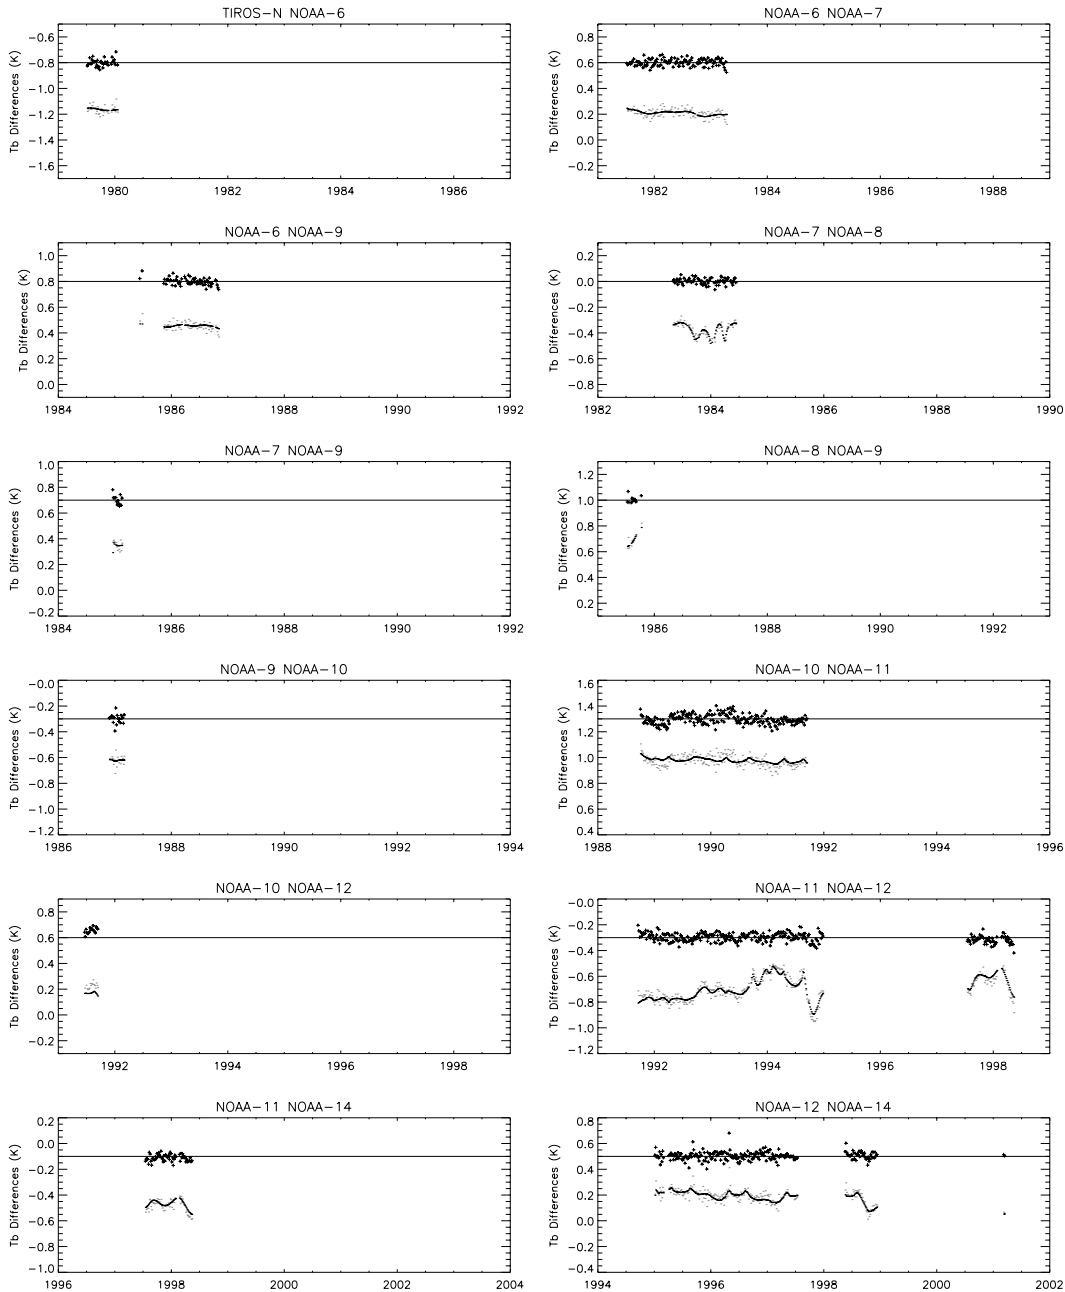 TIROS-N NOAA-6
Tb Differences (K)
-0.6
-0.8
-1.0
-1.2
-1.4
-1.6
1980 1982 1984 1986
NOAA-6 NOAA-7
Tb Differences (K)
0.8
0.6
0.4
0.2
0.0
-0.2
1982 1984 1986 1988
NOAA-6 NOAA-9
Tb Differences (K)
1.0
0.8
0.6
0.4
0.2
0.0
1984 1986 1988 1990 1992
NOAA-7 NOAA-8
Tb Differences (K)
0.2
0.0
-0.2
-0.4
-0.6
-0.8
1982 1984 1986 1988 1990
NOAA-7 NOAA-9
Tb Differences (K)
1.0
0.8
0.6
0.4
0.2
0.0
-0.2
1984 1986 1988 1990 1992
NOAA-8 NOAA-9
Tb Differences (K)
1.2
1.0
0.8
0.6
0.4
0.2
1986 1988 1990 1992
NOAA-9 NOAA-10
Tb Differences (K)
-0.0
-0.2
-0.4
-0.6
-0.8
-1.0
-1.2
1986 1988 1990 1992 1994
NOAA-10 NOAA-11
Tb Differences (K)
1.6
1.4
1.2
1.0
0.8
0.6
0.4
1988 1990 1992 1994 1996
NOAA-10 NOAA-12
Tb Differences (K)
0.8
0.6
0.4
0.2
0.0
-0.2
1992 1994 1996 1998
NOAA-11 NOAA-12
Tb Differences (K)
-0.0
-0.2
-0.4
-0.6
-0.8
-1.0
-1.2
1992 1994 1996 1998
NOAA-11 NOAA-14
Tb Differences (K)
0.2
0.0
-0.2
-0.4
-0.6
-0.8
-1.0
1996 1998 2000 2002 2004
NOAA-12 NOAA-14
Tb Differences (K)
0.8
0.6
0.4
0.2
0.0
-0.2
-0.4
1994 1996 1998 2000 2002